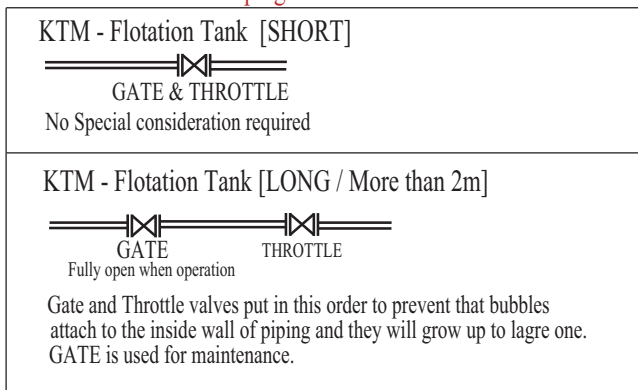 KTM - Flotation Tank [SHORT]
GATE & THROTTLE
No Special consideration required
KTM - Flotation Tank [LONG / More than 2m]
GATE
THROTTLE
Fully open when operation
Gate and Throttle valves put in this order to prevent that bubbles
attach to the inside wall of piping and they will grow up to lagre one.
GATE is used for maintenance.